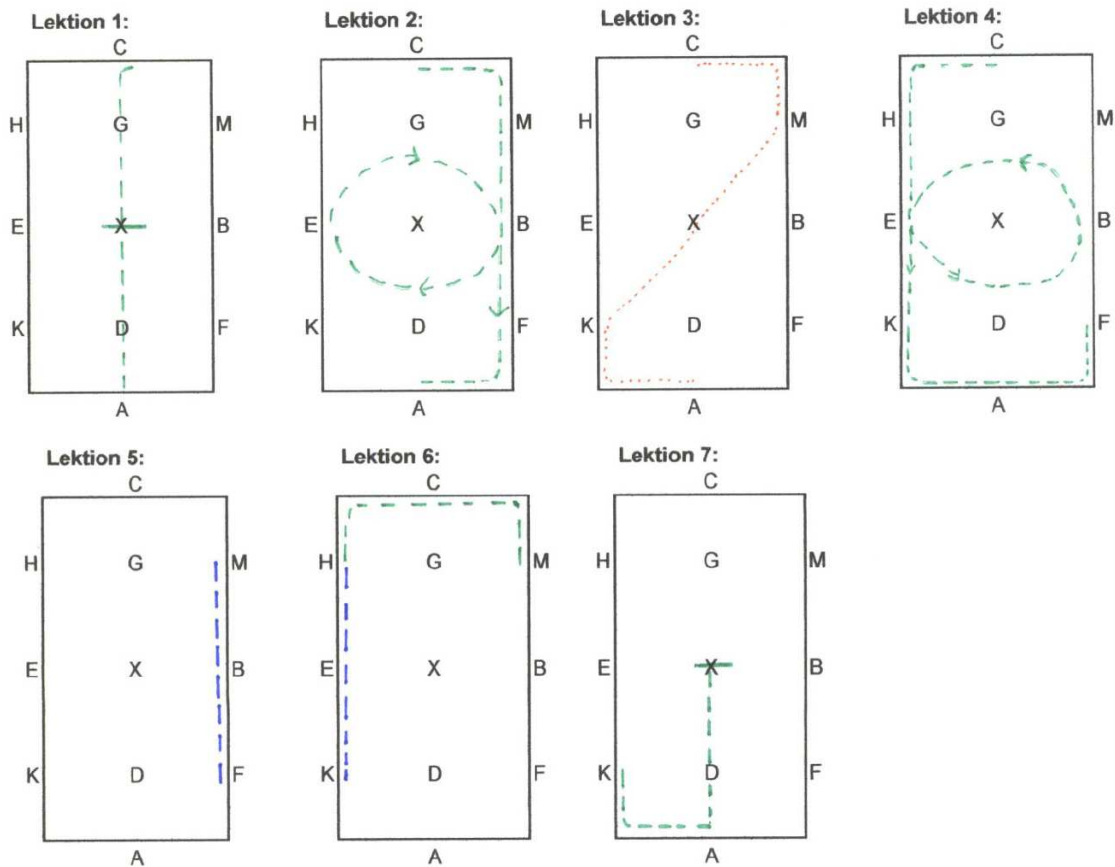 Lektion 1: Lektion 2: Lektion 3: Lektion 4:
C C C C
H G M H G M H G M H G M
E X B E X B E X B E X B
K D F K D F K D F K D F
A A A A
Lektion 5: Lektion 6: Lektion 7:
C C C
H G M H G M H G M
E X B E X B E X B
K D F K D F K D F
A A A